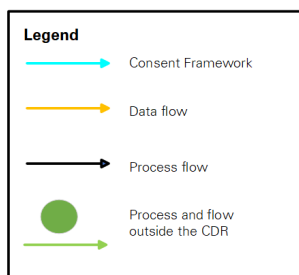 Legend
Consent Framework
Data flow
Process flow
Process and flow
outside the CDR